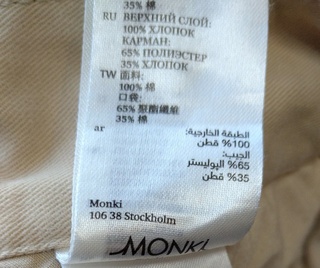 35% 棉
RU ВЕРХНИЙ СЛОЙ:
100% ХЛОПОК
КАРМАН:
65% ПОЛИЭСТЕР
35% ХЛОПОК
TW 面料:
100% 棉
口袋:
65% 聚酯纖維
35% 棉
ar
الطبقة الخارجية:
100% قطن
الجيب:
65% البوليستر
35% قطن
Monki
106 38 Stockholm
MONKI